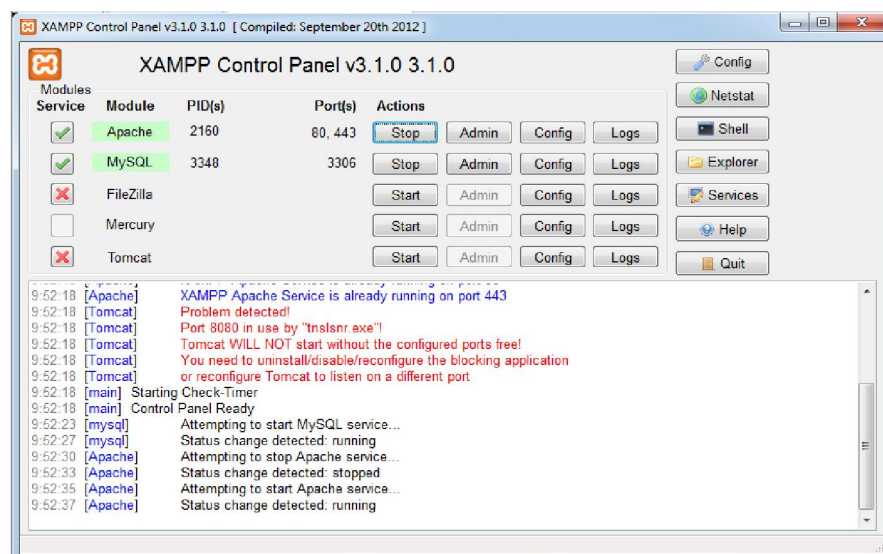 XAMPP Control Panel v3.1.0 3.1.0 [ Compiled: September 20th 2012 ]
XAMPP Control Panel v3.1.0 3.1.0
Config
Modules
Service Module PID(s) Port(s) Actions
Netstat
Apache 2160 80, 443 Stop Admin Config Logs
Shell
MySQL 3348 3306 Stop Admin Config Logs
Explorer
FileZilla Start Admin Config Logs
Services
Mercury Start Admin Config Logs
Help
Tomcat Start Admin Config Logs
Quit
9:52:18 [Apache] XAMPP Apache Service is already running on port 443
9:52:18 [Tomcat] Problem detected!
9:52:18 [Tomcat] Port 8080 in use by "tnslsnr.exe"!
9:52:18 [Tomcat] Tomcat WILL NOT start without the configured ports free!
9:52:18 [Tomcat] You need to uninstall/disable/reconfigure the blocking application
9:52:18 [Tomcat] or reconfigure Tomcat to listen on a different port
9:52:18 [main] Starting Check-Timer
9:52:18 [main] Control Panel Ready
9:52:23 [mysql] Attempting to start MySQL service...
9:52:27 [mysql] Status change detected: running
9:52:30 [Apache] Attempting to stop Apache service...
9:52:33 [Apache] Status change detected: stopped
9:52:35 [Apache] Attempting to start Apache service...
9:52:37 [Apache] Status change detected: running